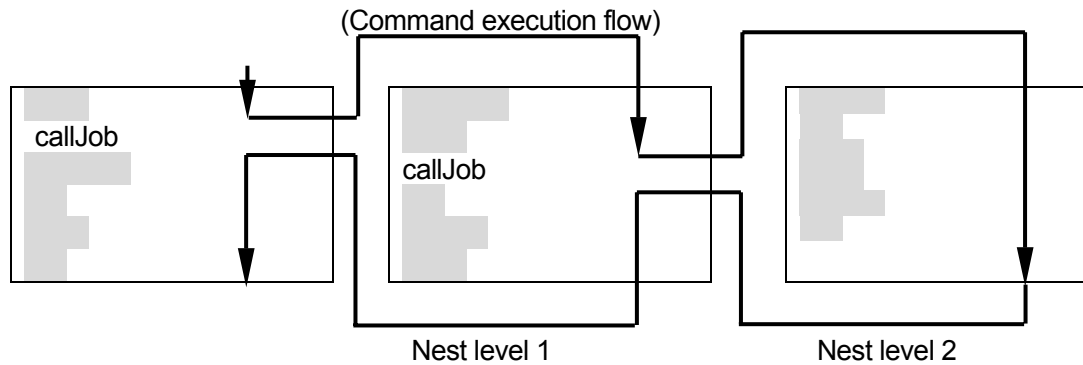 (Command execution flow)
callJob
callJob
Nest level 1
Nest level 2